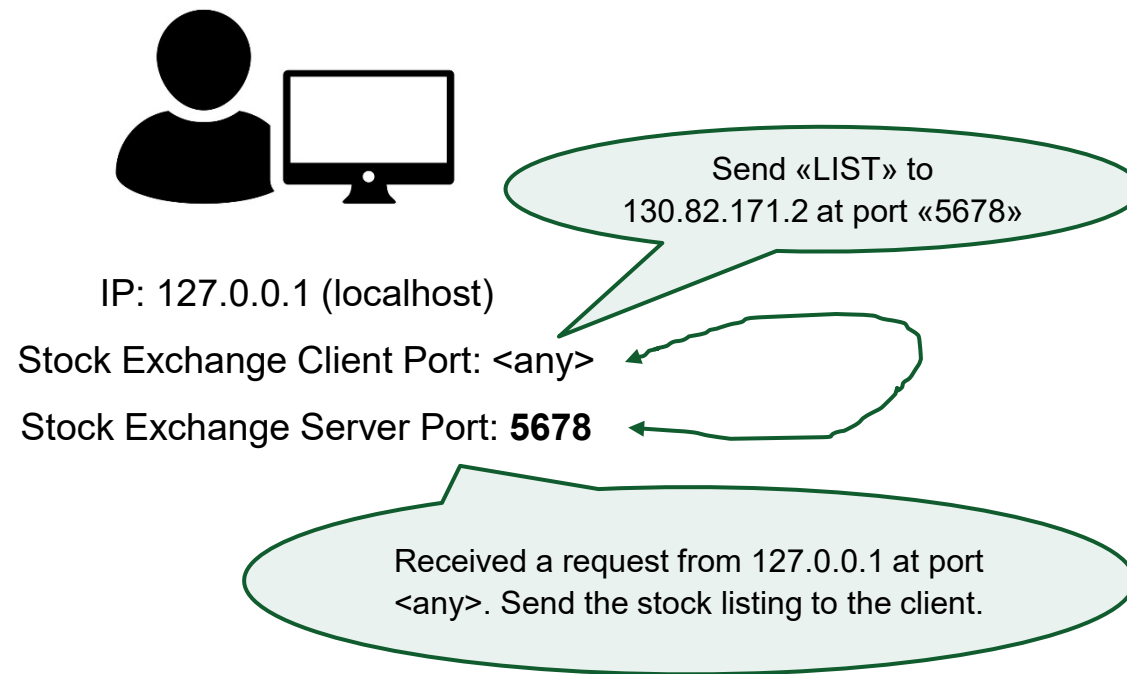 Send «LIST» to
130.82.171.2 at port «5678»
IP: 127.0.0.1 (localhost)
Stock Exchange Client Port: <any>
Stock Exchange Server Port: 5678
Received a request from 127.0.0.1 at port
<any>. Send the stock listing to the client.